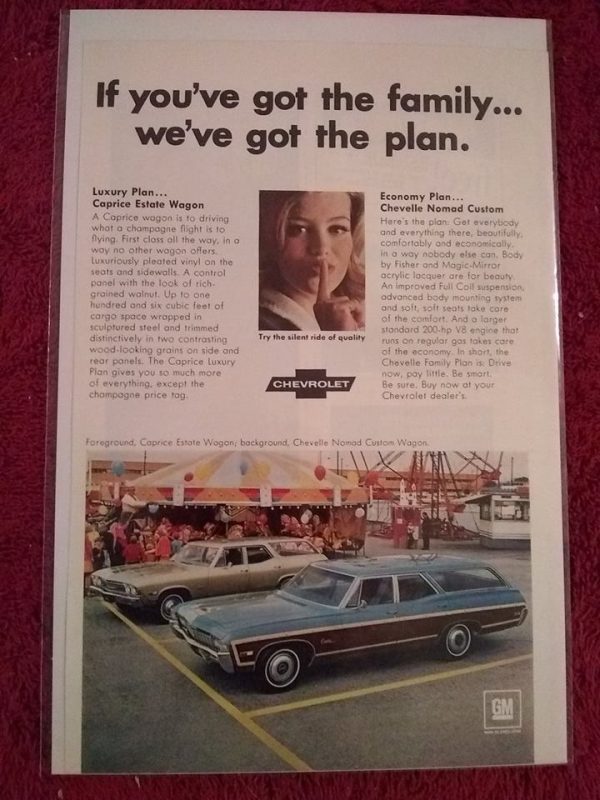 If you've got the family...
we've got the plan.
Luxury Plan...
Caprice Estate Wagon
A Caprice wagon is to driving
what a champagne flight is to
flying. First class all the way, in a
way no other wagon offers.
Luxuriously pleated vinyl on the
seats and sidewalls. A control
panel with the look of rich-
grained walnut. Up to one
hundred and six cubic feet of
cargo space wrapped in
sculptured steel and trimmed
distinctively in two contrasting
wood-looking grains on side and
rear panels. The Caprice Luxury
Plan gives you so much more
of everything, except the
champagne price tag.
Try the silent ride of quality
CHEVROLET
Economy Plan...
Chevelle Nomad Custom
Here's the plan: Get everybody
and everything there, beautifully,
comfortably and economically,
in a way nobody else can. Body
by Fisher and Magic-Mirror
acrylic lacquer are for beauty.
An improved Full Coil suspension,
advanced body mounting system
and soft, soft seats take care
of the comfort. And a larger
standard 200-hp V8 engine that
runs on regular gas takes care
of the economy. In short, the
Chevelle Family Plan is: Drive
now, pay little. Be smart.
Be sure. Buy now at your
Chevrolet dealer's.
Foreground, Caprice Estate Wagon; background, Chevelle Nomad Custom Wagon.
GM